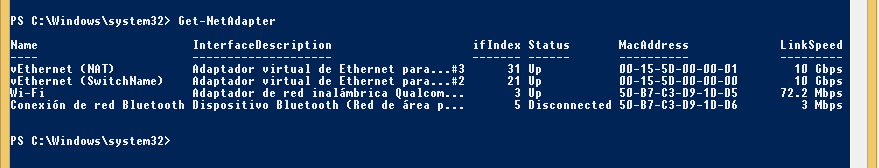 PS C:\Windows\system32> Get-NetAdapter
Name InterfaceDescription ifIndex Status MacAddress LinkSpeed
---- -------------------- ------- ------ ---------- ---------
vEthernet (NAT) Adaptador virtual de Ethernet para...#3 31 Up 00-15-5D-00-00-01 10 Gbps
vEthernet (SwitchName) Adaptador virtual de Ethernet para...#2 21 Up 00-15-5D-00-00-00 10 Gbps
Wi-Fi Adaptador de red inalámbrica Qualcom... 3 Up 50-B7-C3-D9-1D-D5 72.2 Mbps
Conexión de red Bluetooth Dispositivo Bluetooth (Red de área p... 5 Disconnected 50-B7-C3-D9-1D-D6 3 Mbps
PS C:\Windows\system32>